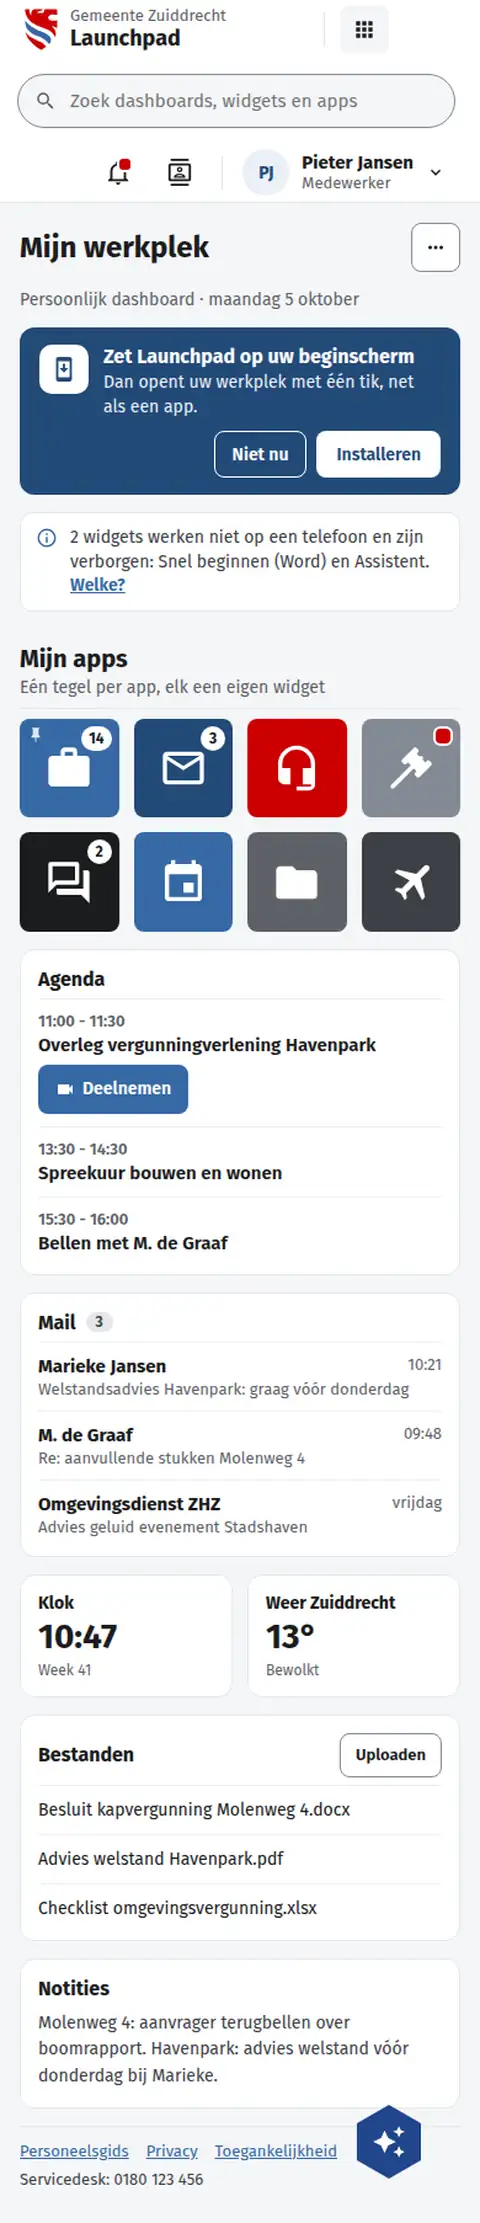 Gemeente Zuiddrecht
Launchpad
Zoek dashboards, widgets en apps
PJ
Pieter Jansen
Medewerker
Mijn werkplek
Persoonlijk dashboard · maandag 5 oktober
Zet Launchpad op uw beginscherm
Dan opent uw werkplek met één tik, net
als een app.
Niet nu
Installeren
2 widgets werken niet op een telefoon en zijn
verborgen: Snel beginnen (Word) en Assistent.
Welke?
Mijn apps
Eén tegel per app, elk een eigen widget
14
3
2
Agenda
11:00 - 11:30
Overleg vergunningverlening Havenpark
Deelnemen
13:30 - 14:30
Spreekuur bouwen en wonen
15:30 - 16:00
Bellen met M. de Graaf
Mail 3
Marieke Jansen 10:21
Welstandsadvies Havenpark: graag vóór donderdag
M. de Graaf 09:48
Re: aanvullende stukken Molenweg 4
Omgevingsdienst ZHZ vrijdag
Advies geluid evenement Stadshaven
Klok
10:47
Week 41
Weer Zuiddrecht
13°
Bewolkt
Bestanden
Uploaden
Besluit kapvergunning Molenweg 4.docx
Advies welstand Havenpark.pdf
Checklist omgevingsvergunning.xlsx
Notities
Molenweg 4: aanvrager terugbellen over
boomrapport. Havenpark: advies welstand vóór
donderdag bij Marieke.
Personeelsgids Privacy Toegankelijkheid
Servicedesk: 0180 123 456